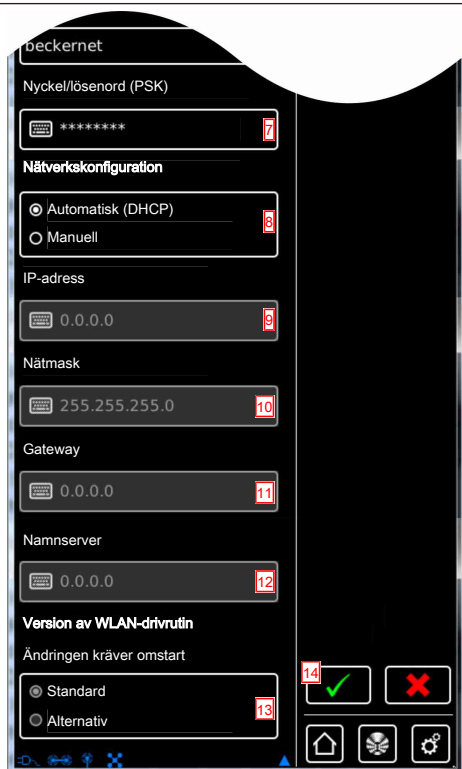 beckernet
Nyckel/lösenord (PSK)
******** 7
Nätverkskonfiguration
Automatisk (DHCP)
8
Manuell
IP-adress
0.0.0.0 9
Nätmask
255.255.255.0 10
Gateway
0.0.0.0 11
Namnserver
0.0.0.0 12
Version av WLAN-drivrutin
Ändringen kräver omstart
14
Standard
13
Alternativ